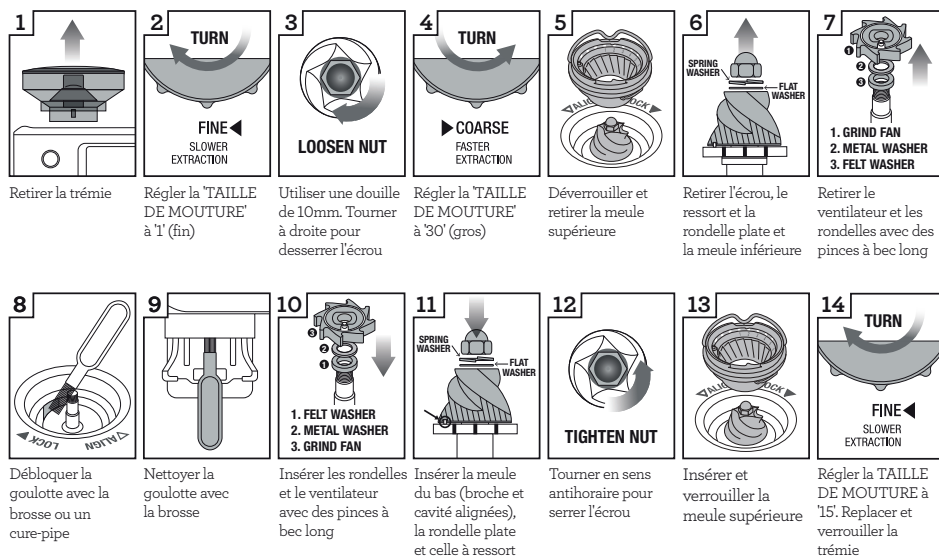 1
Retirer la trémie
2
TURN
FINE ◀
SLOWER
EXTRACTION
Régler la 'TAILLE
DE MOUTURE'
à '1' (fin)
3
LOOSEN NUT
Utiliser une douille
de 10mm. Tourner
à droite pour
desserrer l'écrou
4
TURN
▶ COARSE
FASTER
EXTRACTION
Régler la 'TAILLE
DE MOUTURE'
à '30' (gros)
5
Déverrouiller et
retirer la meule
supérieure
6
SPRING
WASHER
FLAT
WASHER
Retirer l'écrou, le
ressort et la
rondelle plate et
la meule inférieure
7
1
2
3
1. GRIND FAN
2. METAL WASHER
3. FELT WASHER
Retirer le
ventilateur et les
rondelles avec des
pinces à bec long
8
LOCK
ALIGN
Débloquer la
goulotte avec la
brosse ou un
cure-pipe
9
Nettoyer la
goulotte avec
la brosse
10
3
2
1
1. FELT WASHER
2. METAL WASHER
3. GRIND FAN
Insérer les rondelles
et le ventilateur
avec des pinces à
bec long
11
SPRING
WASHER
FLAT
WASHER
Insérer la meule
du bas (broche et
cavité alignées),
la rondelle plate
et celle à ressort
12
TIGHTEN NUT
Tourner en sens
antihoraire pour
serrer l'écrou
13
Insérer et
verrouiller la
meule supérieure
14
TURN
FINE ◀
SLOWER
EXTRACTION
Régler la TAILLE
DE MOUTURE à
'15'. Replacer et
verrouiller la
trémie